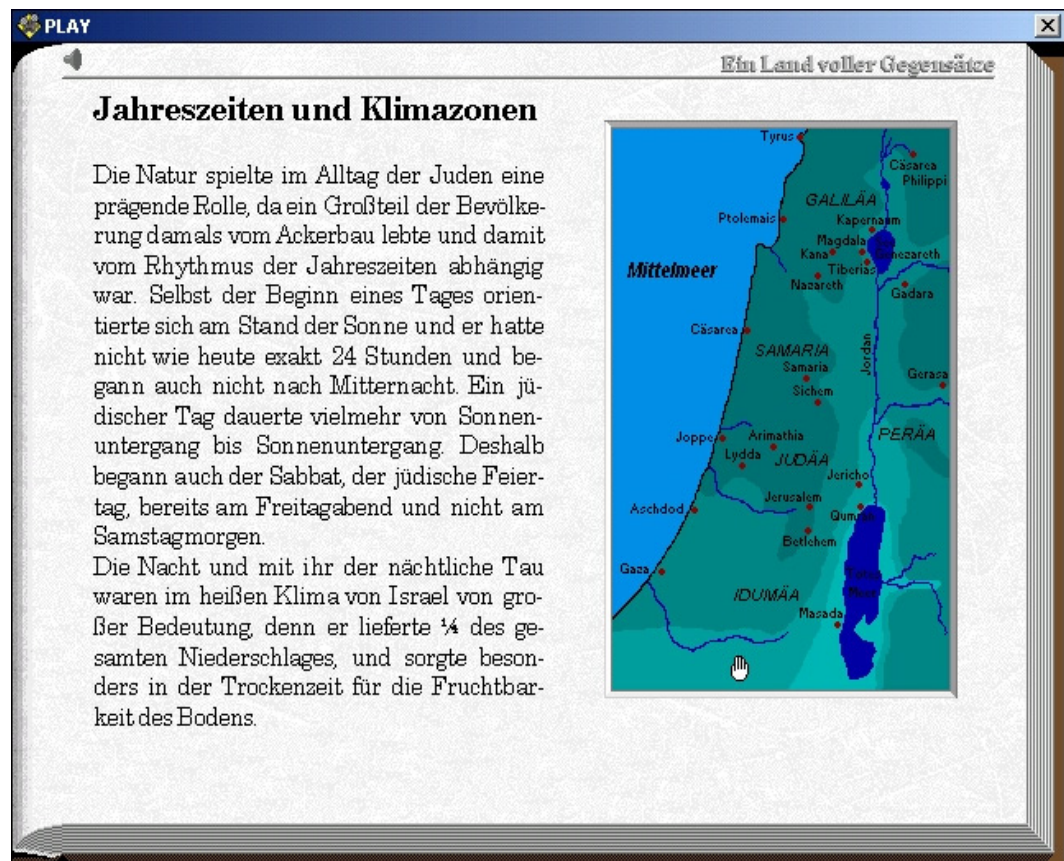 PLAY
Ein Land voller Gegensätze
Jahreszeiten und Klimazonen
Die Natur spielte im Alltag der Juden eine
prägende Rolle, da ein Großteil der Bevölke-
rung damals vom Ackerbau lebte und damit
vom Rhythmus der Jahreszeiten abhängig
war. Selbst der Beginn eines Tages orien-
tierte sich am Stand der Sonne und er hatte
nicht wie heute exakt 24 Stunden und be-
gann auch nicht nach Mitternacht. Ein jü-
discher Tag dauerte vielmehr von Sonnen-
untergang bis Sonnenuntergang. Deshalb
begann auch der Sabbat, der jüdische Feier-
tag, bereits am Freitagabend und nicht am
Samstagmorgen.
Die Nacht und mit ihr der nächtliche Tau
waren im heißen Klima von Israel von gro-
ßer Bedeutung, denn er lieferte ¼ des ge-
samten Niederschlages, und sorgte beson-
ders in der Trockenzeit für die Fruchtbar-
keit des Bodens.
Tyrus
Cäsarea
Philippi
GALILÄA
Ptolemais
Kapernaum
Magdala
Kana
Genezareth
Tiberias
Mittelmeer
Nazareth
Gadara
Cäsarea
Jordan
SAMARIA
Samaria
Gerasa
Sichem
Joppe
Arimathia
PERÄA
Lydda
JUDÄA
Jericho
Jerusalem
Aschdod
Qumran
Betlehem
Gaza
Totes
Meer
IDUMÄA
Masada